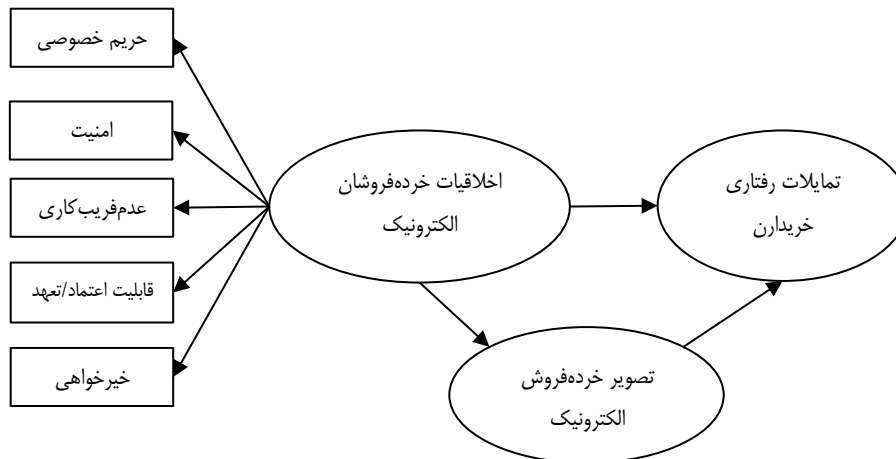 حریم خصوصی
امنیت
عدم‌فریب‌کاری
قابلیت اعتماد/تعهد
خیرخواهی
اخلاقیات خرده‌فروشان
الکترونیک
تمایلات رفتاری
خریدارن
تصویر خرده‌فروش
الکترونیک